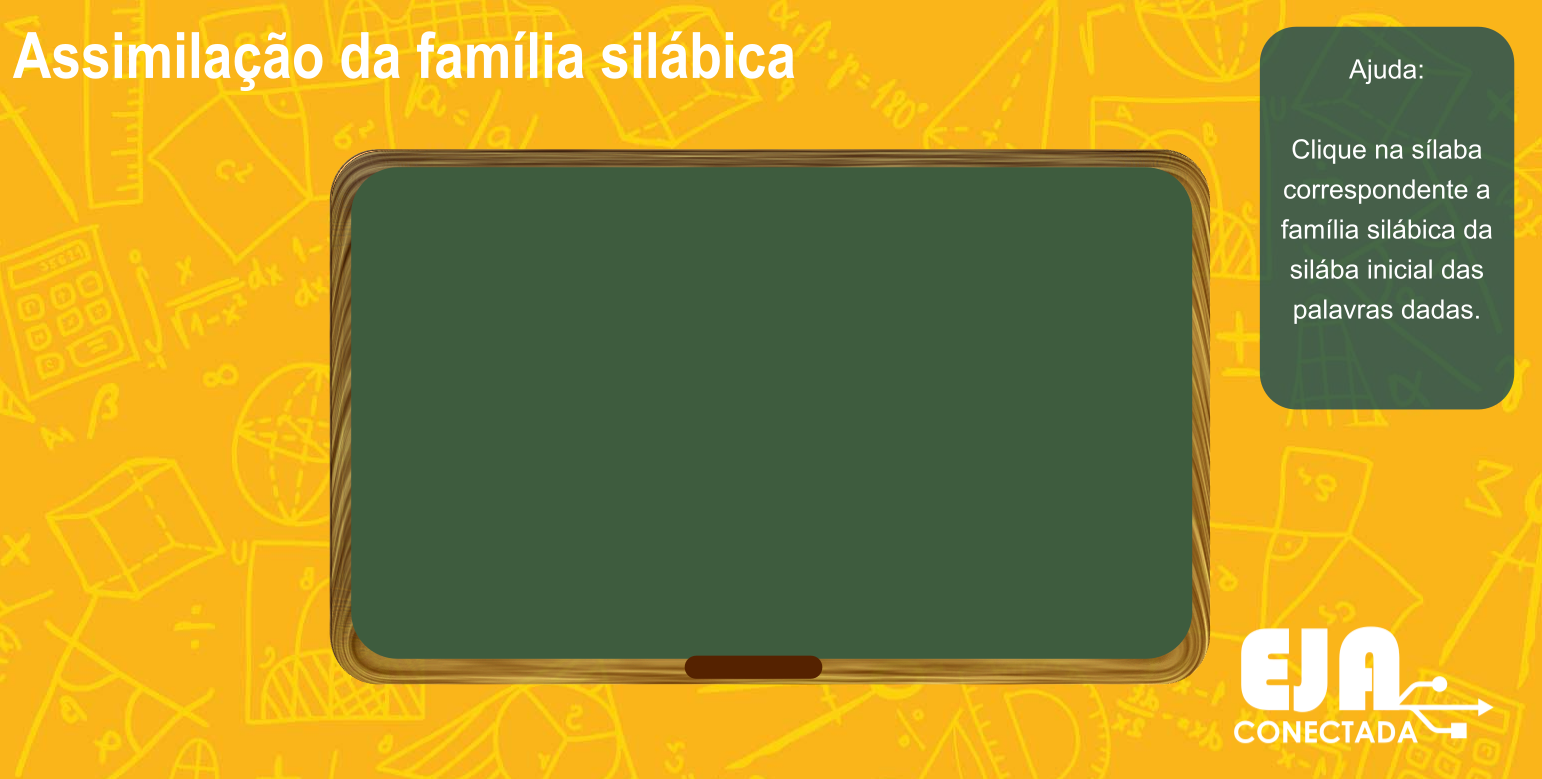 Assimilação da família silábica
Ajuda:
Clique na sílaba
correspondente a
família silábica da
silába inicial das
palavras dadas.
EJA
CONECTADA